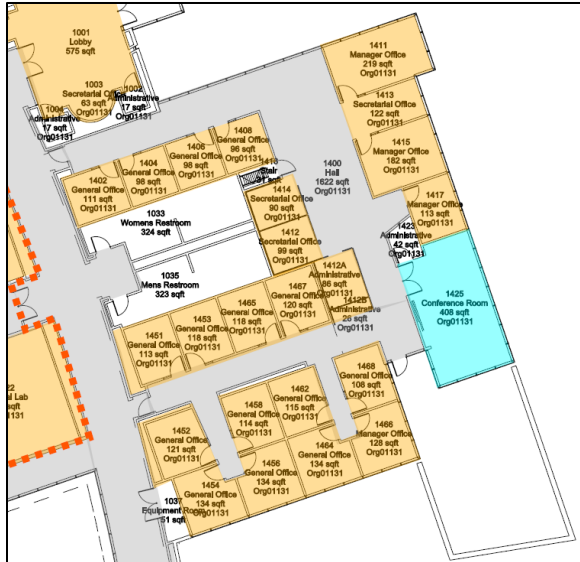 1001
Lobby
575 sqft
1003
Secretarial Office
63 sqft
Org01131
1002
Administrative
17 sqft
Org01131
1004
Administrative
17 sqft
Org01131
1411
Manager Office
219 sqft
Org01131
1413
Secretarial Office
122 sqft
Org01131
1415
Manager Office
182 sqft
Org01131
1417
Manager Office
113 sqft
Org01131
1423
Administrative
42 sqft
Org01131
1425
Conference Room
408 sqft
Org01131
1400
Hall
1622 sqft
Org01131
1408
General Office
96 sqft
Org01131
1406
General Office
98 sqft
Org01131
1404
General Office
98 sqft
Org01131
1402
General Office
111 sqft
Org01131
1416
Stair
sqft
Org01131
1414
Secretarial Office
90 sqft
Org01131
1412
Secretarial Office
99 sqft
Org01131
1412A
Administrative
86 sqft
Org01131
1412B
Administrative
26 sqft
Org01131
1033
Womens Restroom
324 sqft
1035
Mens Restroom
323 sqft
1467
General Office
120 sqft
Org01131
1465
General Office
118 sqft
Org01131
1453
General Office
118 sqft
Org01131
1451
General Office
113 sqft
Org01131
1468
General Office
106 sqft
Org01131
1462
General Office
115 sqft
Org01131
1458
General Office
114 sqft
Org01131
1452
General Office
121 sqft
Org01131
1466
Manager Office
128 sqft
Org01131
1464
General Office
134 sqft
Org01131
1456
General Office
134 sqft
Org01131
1454
General Office
134 sqft
Org01131
1037
Equipment Room
51 sqft
22
al Lab
sqft
1131